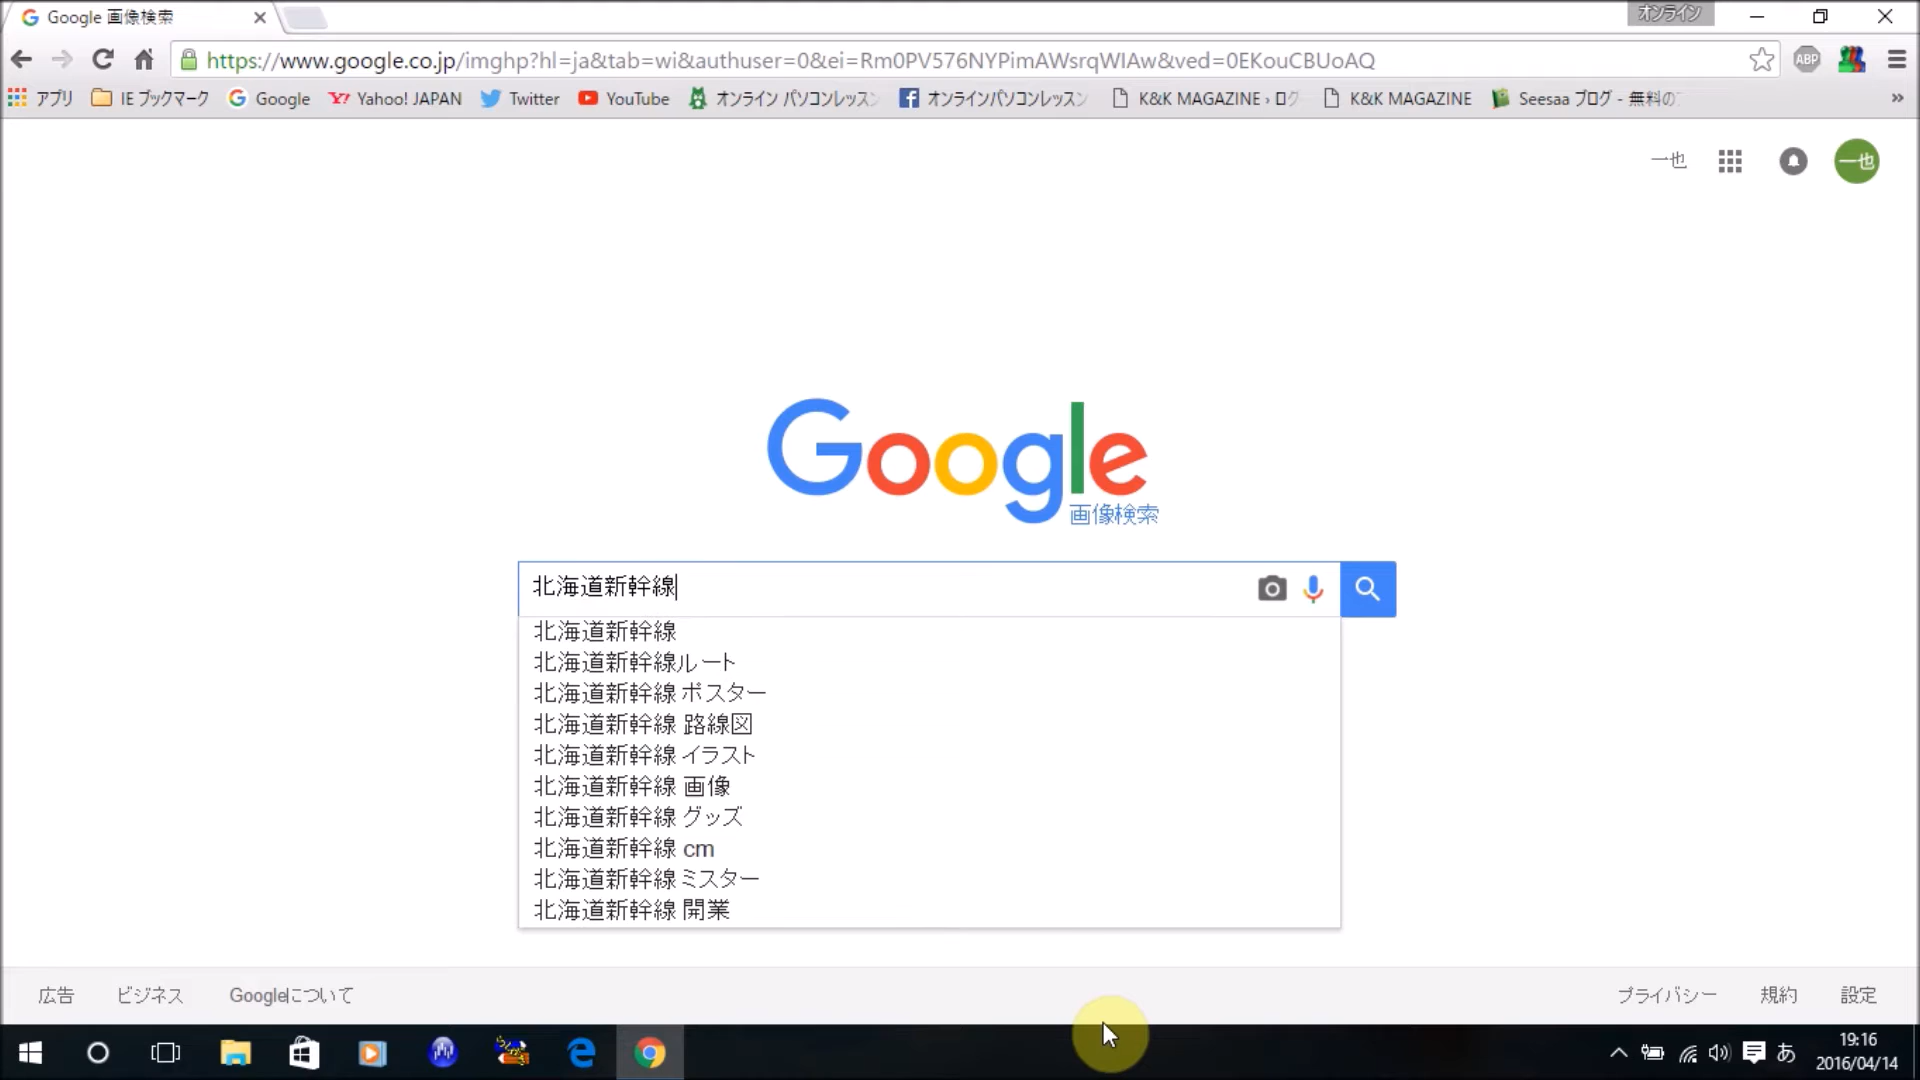 Google 画像検索
オンライン
https://www.google.co.jp/imghp?hl=ja&tab=wi&authuser=0&ei=Rm0PV576NYPimAWsrqWIAw&ved=0EKouCBUoAQ
ABP
アプリ IE ブックマーク Google Yahoo! JAPAN Twitter YouTube オンライン パソコンレッスン オンラインパソコンレッスン K&K MAGAZINE › ログ K&K MAGAZINE Seesaa ブログ - 無料の
一也 一也
Google
画像検索
北海道新幹線
北海道新幹線
北海道新幹線ルート
北海道新幹線 ポスター
北海道新幹線 路線図
北海道新幹線 イラスト
北海道新幹線 画像
北海道新幹線 グッズ
北海道新幹線 cm
北海道新幹線 ミスター
北海道新幹線 開業
広告 ビジネス Googleについて プライバシー 規約 設定
あ
19:16
2016/04/14